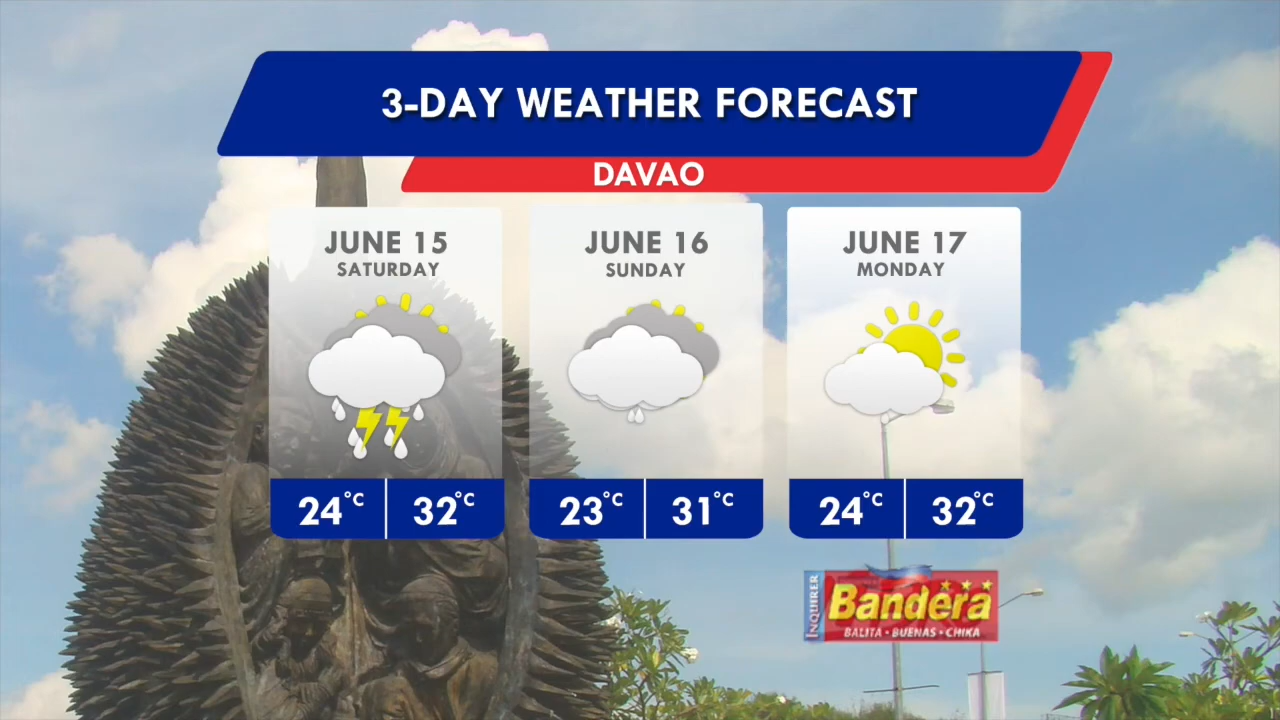 3-DAY WEATHER FORECAST
DAVAO
JUNE 15
SATURDAY
24°C 32°C
JUNE 16
SUNDAY
23°C 31°C
JUNE 17
MONDAY
24°C 32°C
INQUIRER
Bandera
BALITA • BUENAS • CHIKA